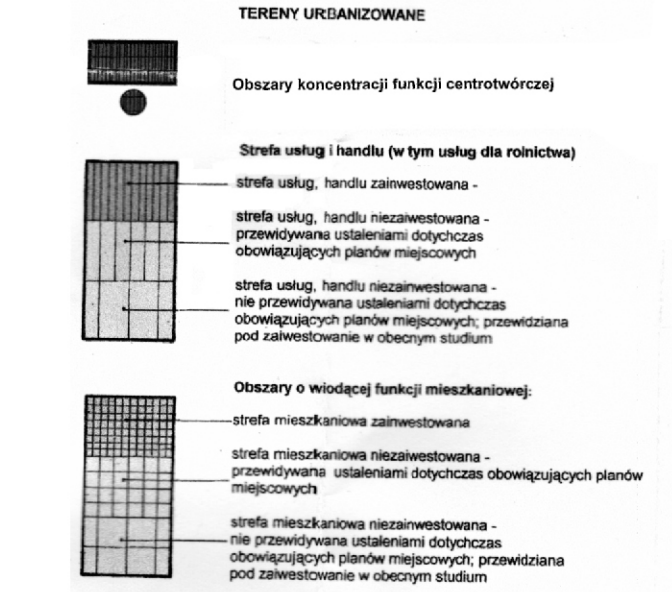 TERENY URBANIZOWANE
Obszary koncentracji funkcji centrotwórczej
Strefa usług i handlu (w tym usług dla rolnictwa)
strefa usług, handlu zainwestowana -
strefa usług, handlu niezaiwestowana -
przewidywana ustaleniami dotychczas
obowiązujących planów miejscowych
strefa usług, handlu niezainwestowana -
nie przewidywana ustaleniami dotychczas
obowiązujących planów miejscowych; przewidziana
pod zaiwestowanie w obecnym studium
Obszary o wiodącej funkcji mieszkaniowej:
strefa mieszkaniowa zainwestowana
strefa mieszkaniowa niezainwestowana -
przewidywana ustaleniami dotychczas obowiązujących planów
miejscowych
strefa mieszkaniowa niezainwestowana -
nie przewidywana ustaleniami dotychczas
obowiązujących planów miejscowych; przewidziana
pod zaiwestowanie w obecnym studium